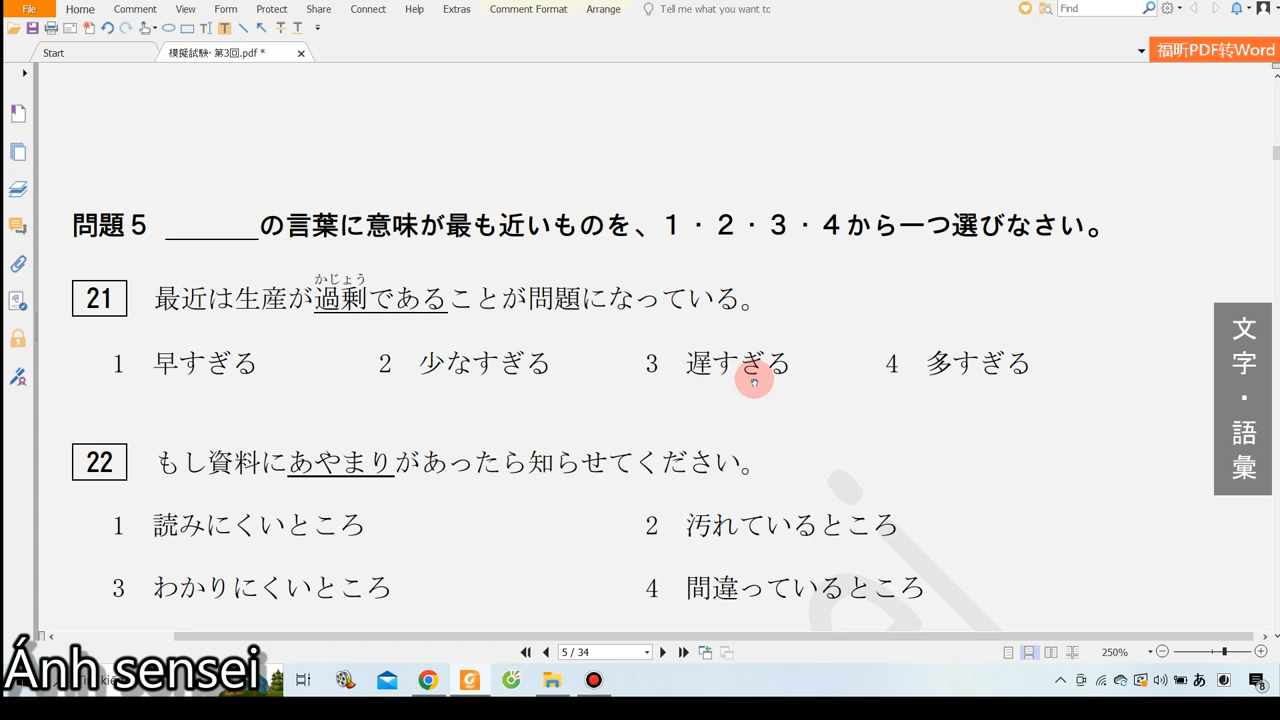 File Home Comment View Form Protect Share Connect Help Extras Comment Format Arrange Tell me what you want to Find
Start 模擬試験- 第3回.pdf * 福昕PDF转Word
問題５ ＿＿＿の言葉に意味が最も近いものを、１・２・３・４から一つ選びなさい。
かじょう
21 最近は生産が過剰であることが問題になっている。
1 早すぎる 2 少なすぎる 3 遅すぎる 4 多すぎる
22 もし資料にあやまりがあったら知らせてください。
1 読みにくいところ 2 汚れているところ
3 わかりにくいところ 4 間違っているところ
文字・語彙
5 / 34 250%
Ánh sensei
あ 8